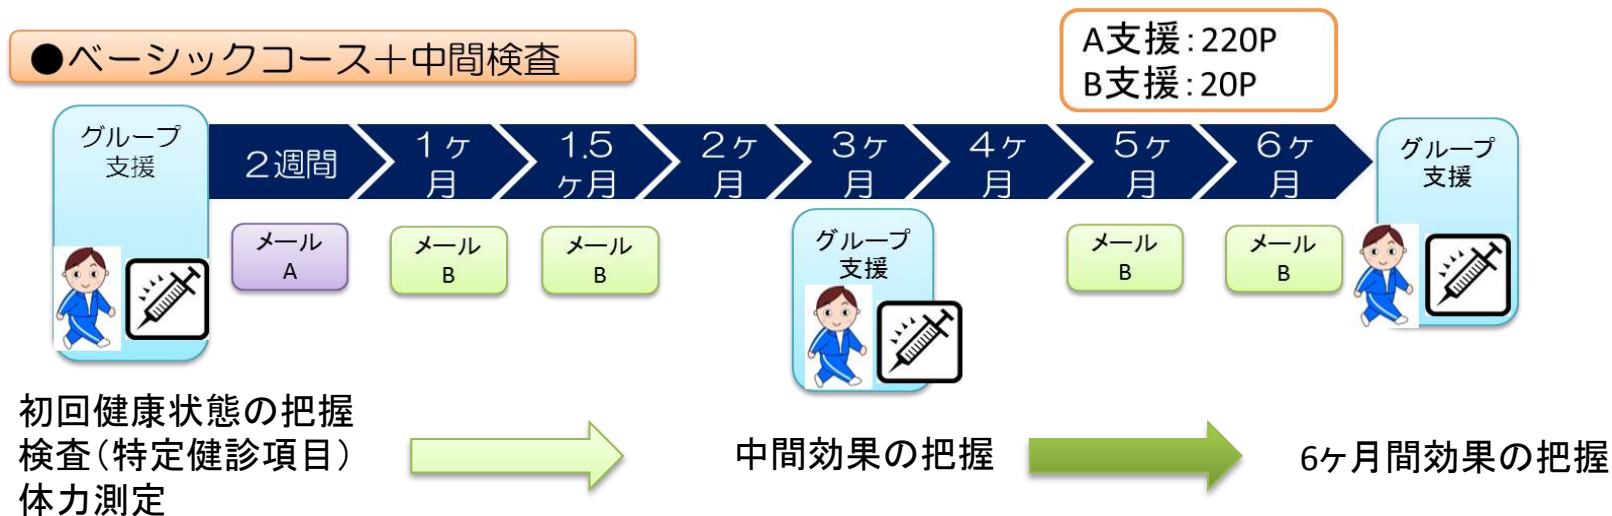 ●ベーシックコース＋中間検査
A支援：220P
B支援：20P
グループ
支援
２週間
１ヶ
月
１.５
ヶ月
２ヶ
月
３ヶ
月
４ヶ
月
５ヶ
月
６ヶ
月
グループ
支援
メール
A
メール
B
メール
B
グループ
支援
メール
B
メール
B
初回健康状態の把握
検査（特定健診項目）
体力測定
中間効果の把握
6ヶ月間効果の把握